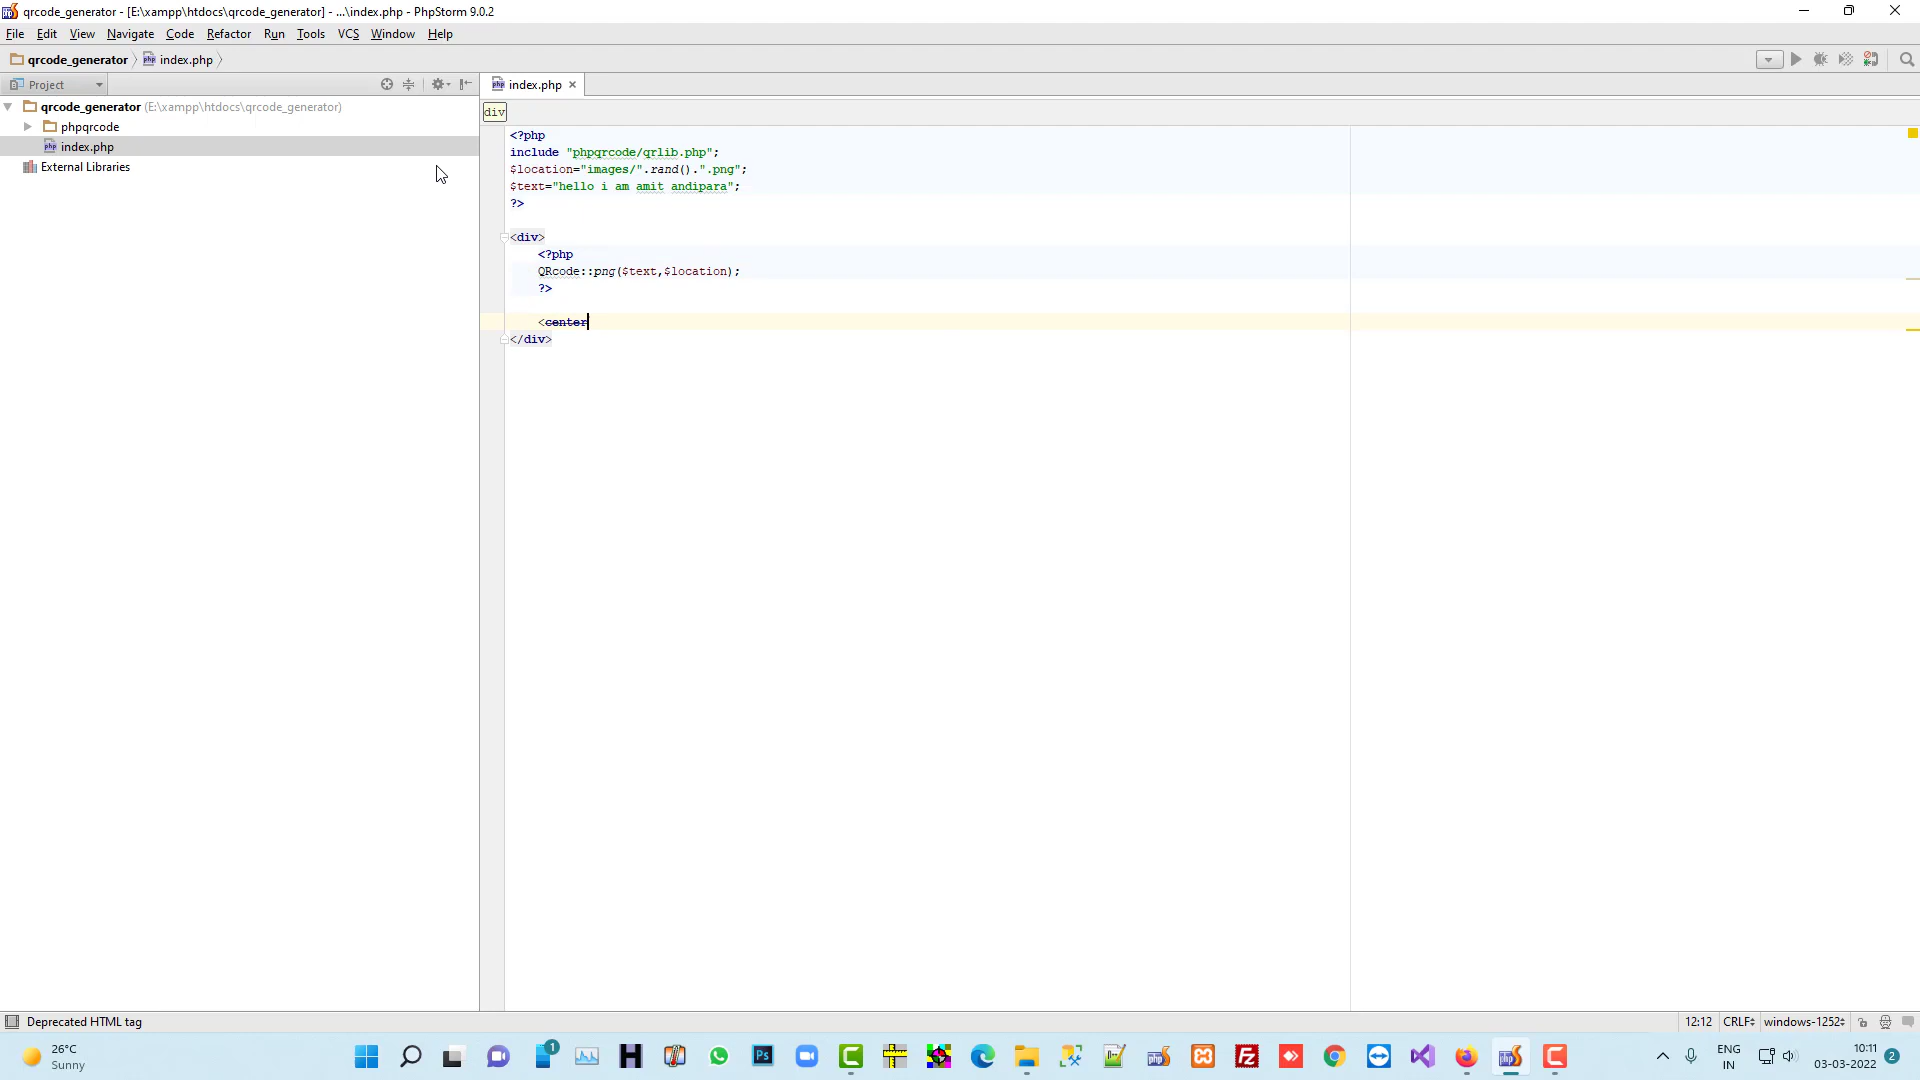 qrcode_generator - [E:\xampp\htdocs\qrcode_generator] - ...\index.php - PhpStorm 9.0.2
File Edit View Navigate Code Refactor Run Tools VCS Window Help
qrcode_generator index.php
Project
index.php
qrcode_generator (E:\xampp\htdocs\qrcode_generator)
div
phpqrcode
index.php
External Libraries
<?php
include "phpqrcode/qrlib.php";
$location="images/".rand().".png";
$text="hello i am amit andipara";
?>
<div>
<?php
QRcode::png($text,$location);
?>
<center
</div>
Deprecated HTML tag
12:12 CRLF windows-1252
26°C
Sunny
1
H
Ps
Fz
ENG
IN
10:11
03-03-2022
2